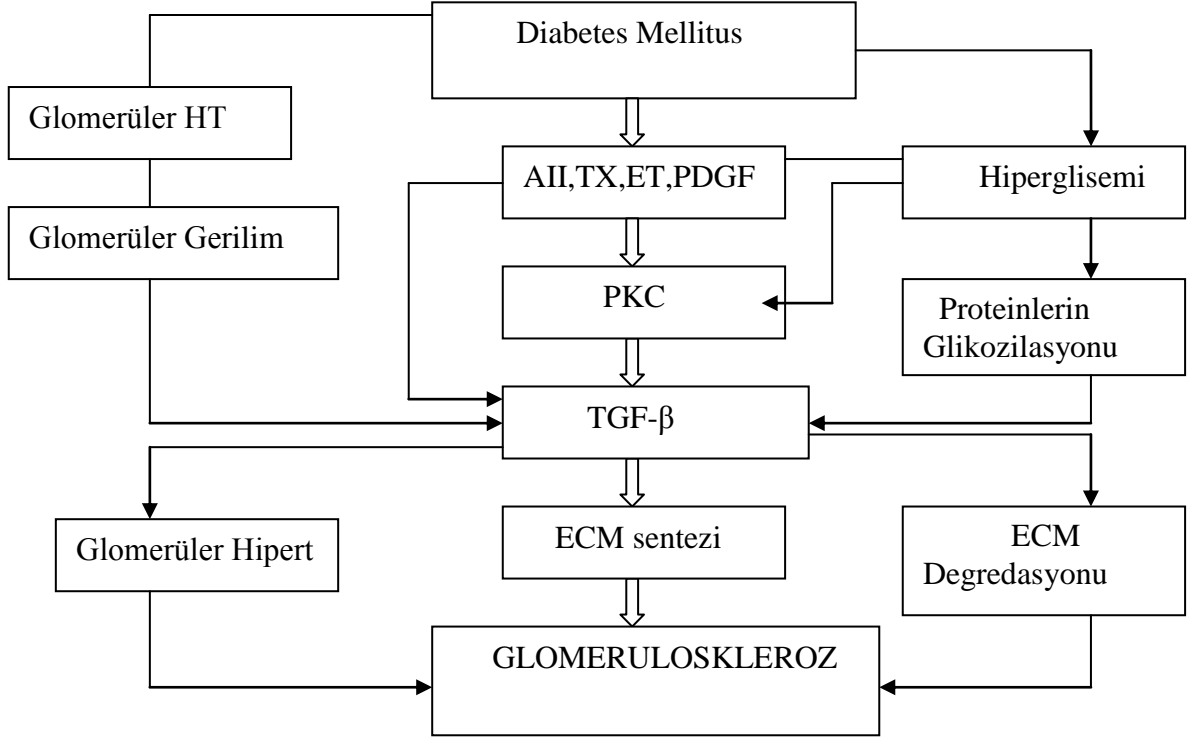 Diabetes Mellitus
Glomerüler HT
AII,TX,ET,PDGF
Hiperglisemi
Glomerüler Gerilim
PKC
Proteinlerin
Glikozilasyonu
TGF-β
Glomerüler Hipert
ECM sentezi
ECM
Degredasyonu
GLOMERULOSKLEROZ